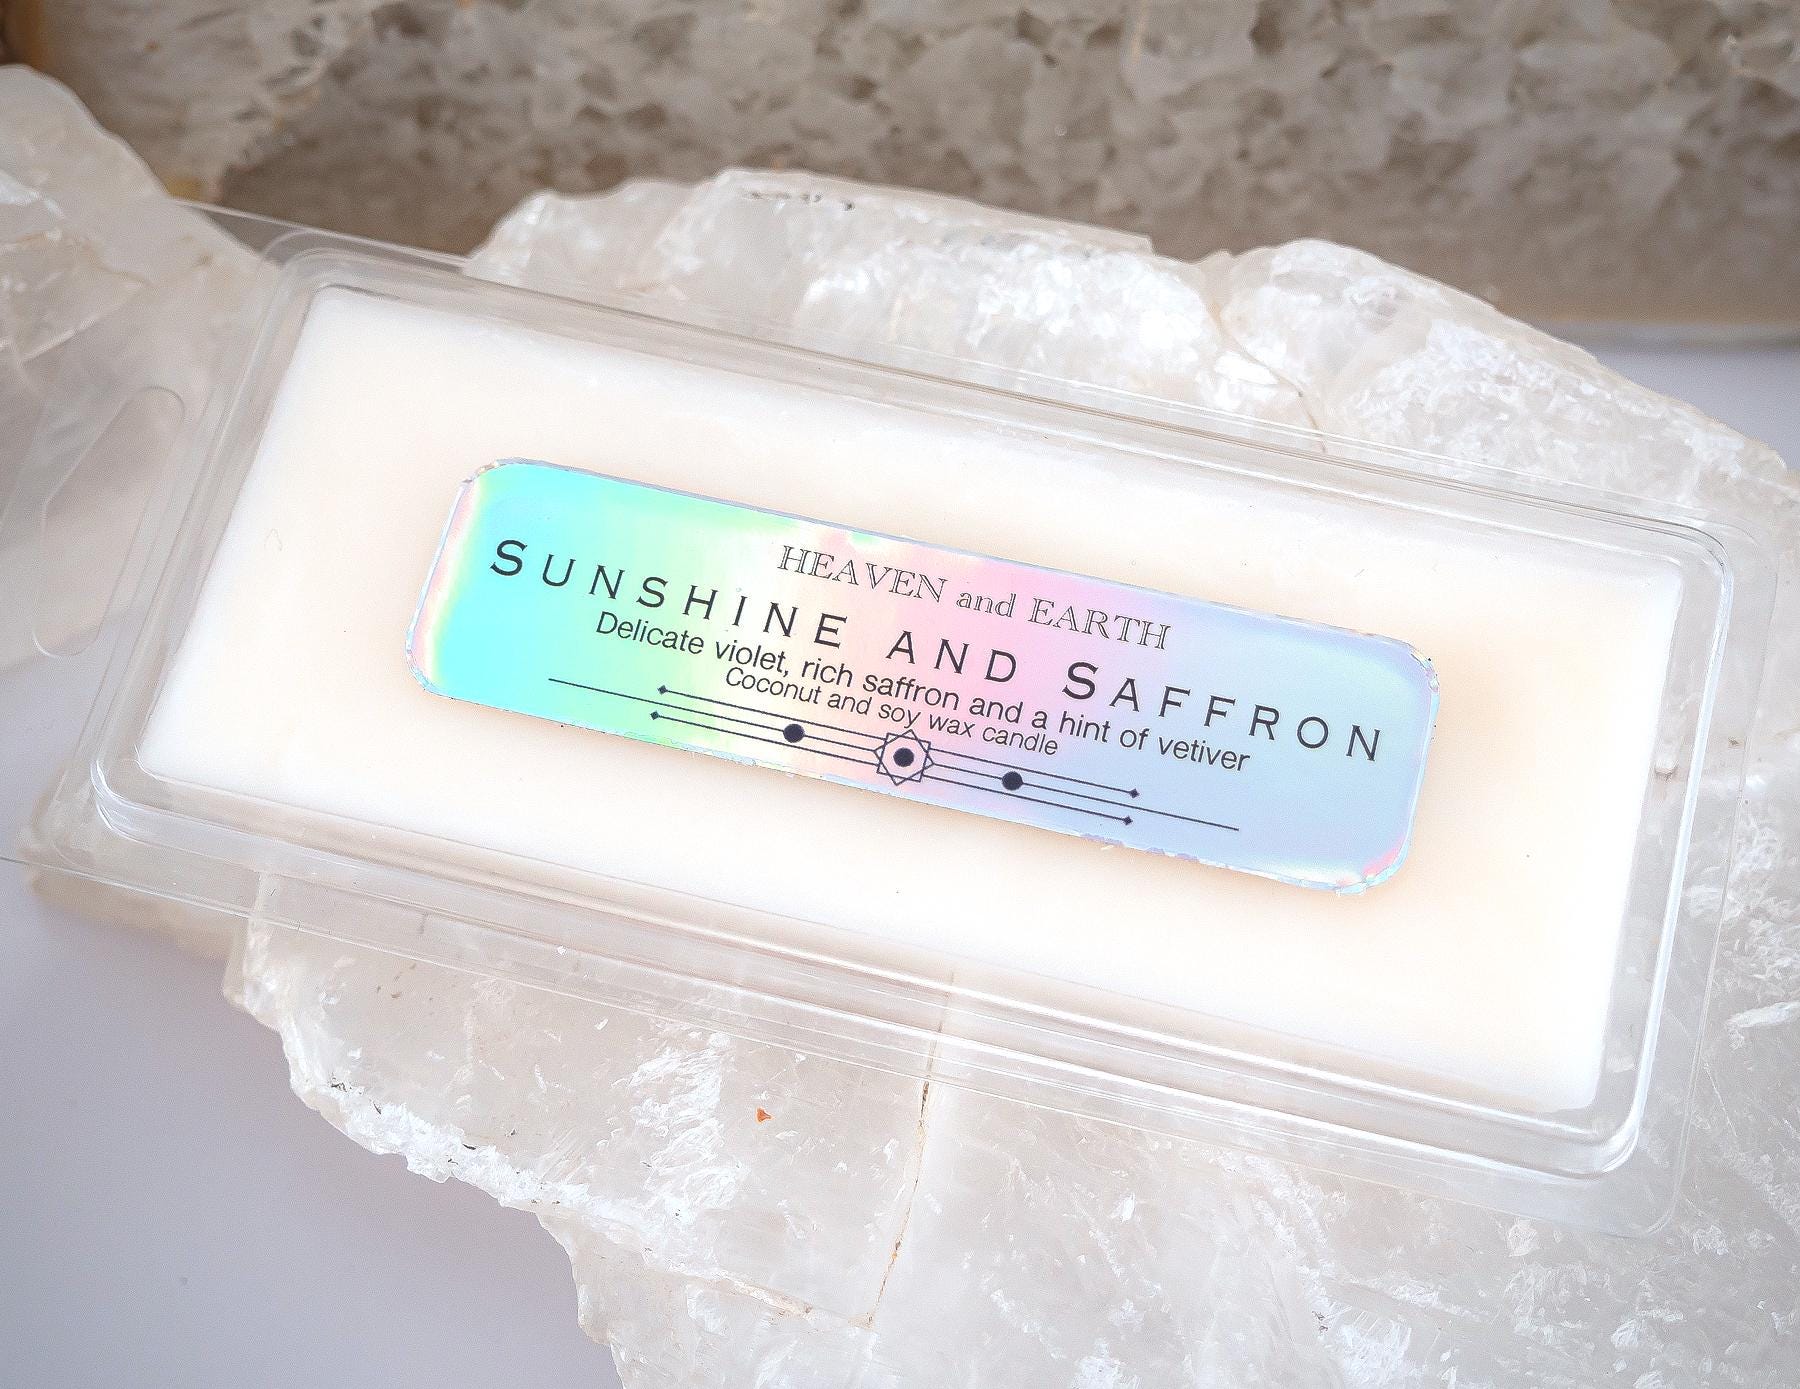 HEAVEN and EARTH
SUNSHINE AND SAFFRON
Delicate violet, rich saffron and a hint of vetiver
Coconut and soy wax candle